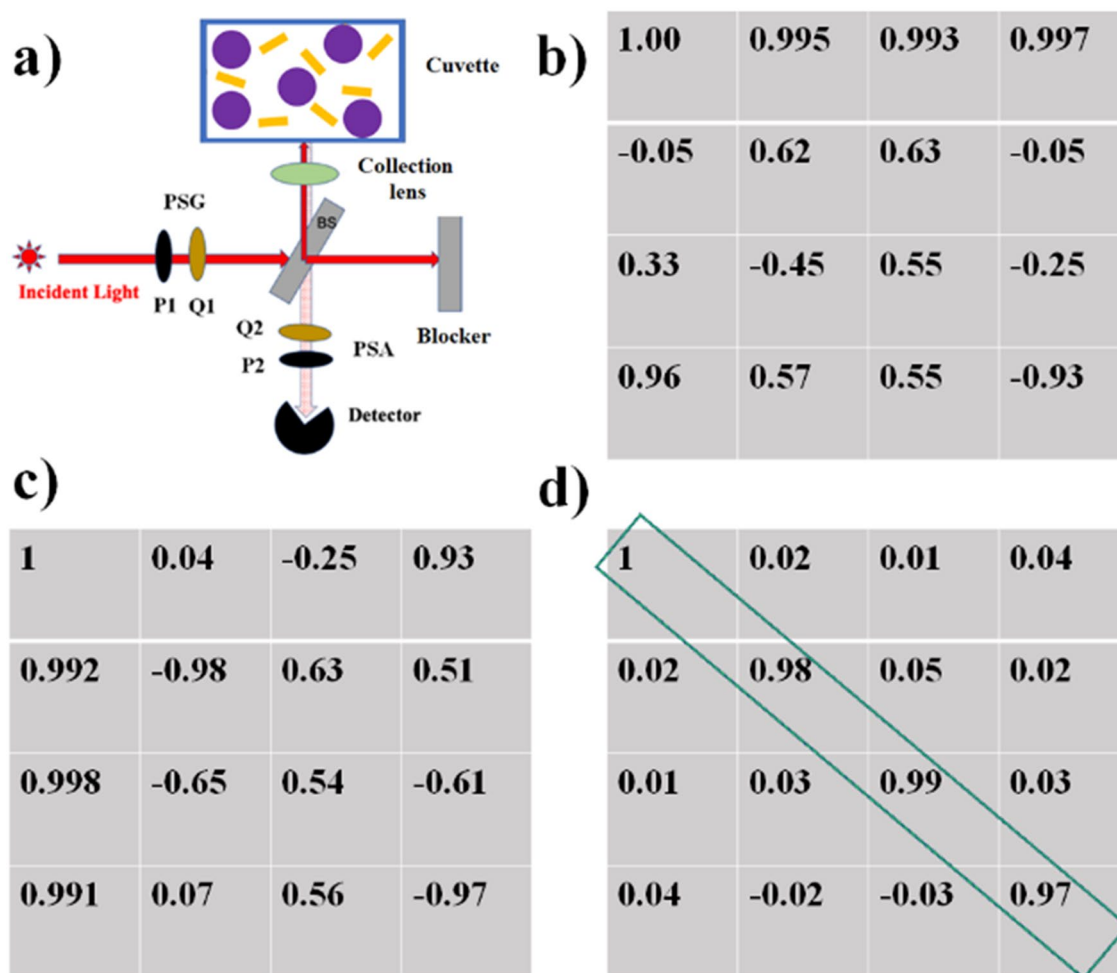 a)
Cuvette
Collection
lens
PSG
BS
Incident Light
P1 Q1
Q2
P2
PSA
Blocker
Detector
b)
1.00 0.995 0.993 0.997
-0.05 0.62 0.63 -0.05
0.33 -0.45 0.55 -0.25
0.96 0.57 0.55 -0.93
c)
1 0.04 -0.25 0.93
0.992 -0.98 0.63 0.51
0.998 -0.65 0.54 -0.61
0.991 0.07 0.56 -0.97
d)
1 0.02 0.01 0.04
0.02 0.98 0.05 0.02
0.01 0.03 0.99 0.03
0.04 -0.02 -0.03 0.97